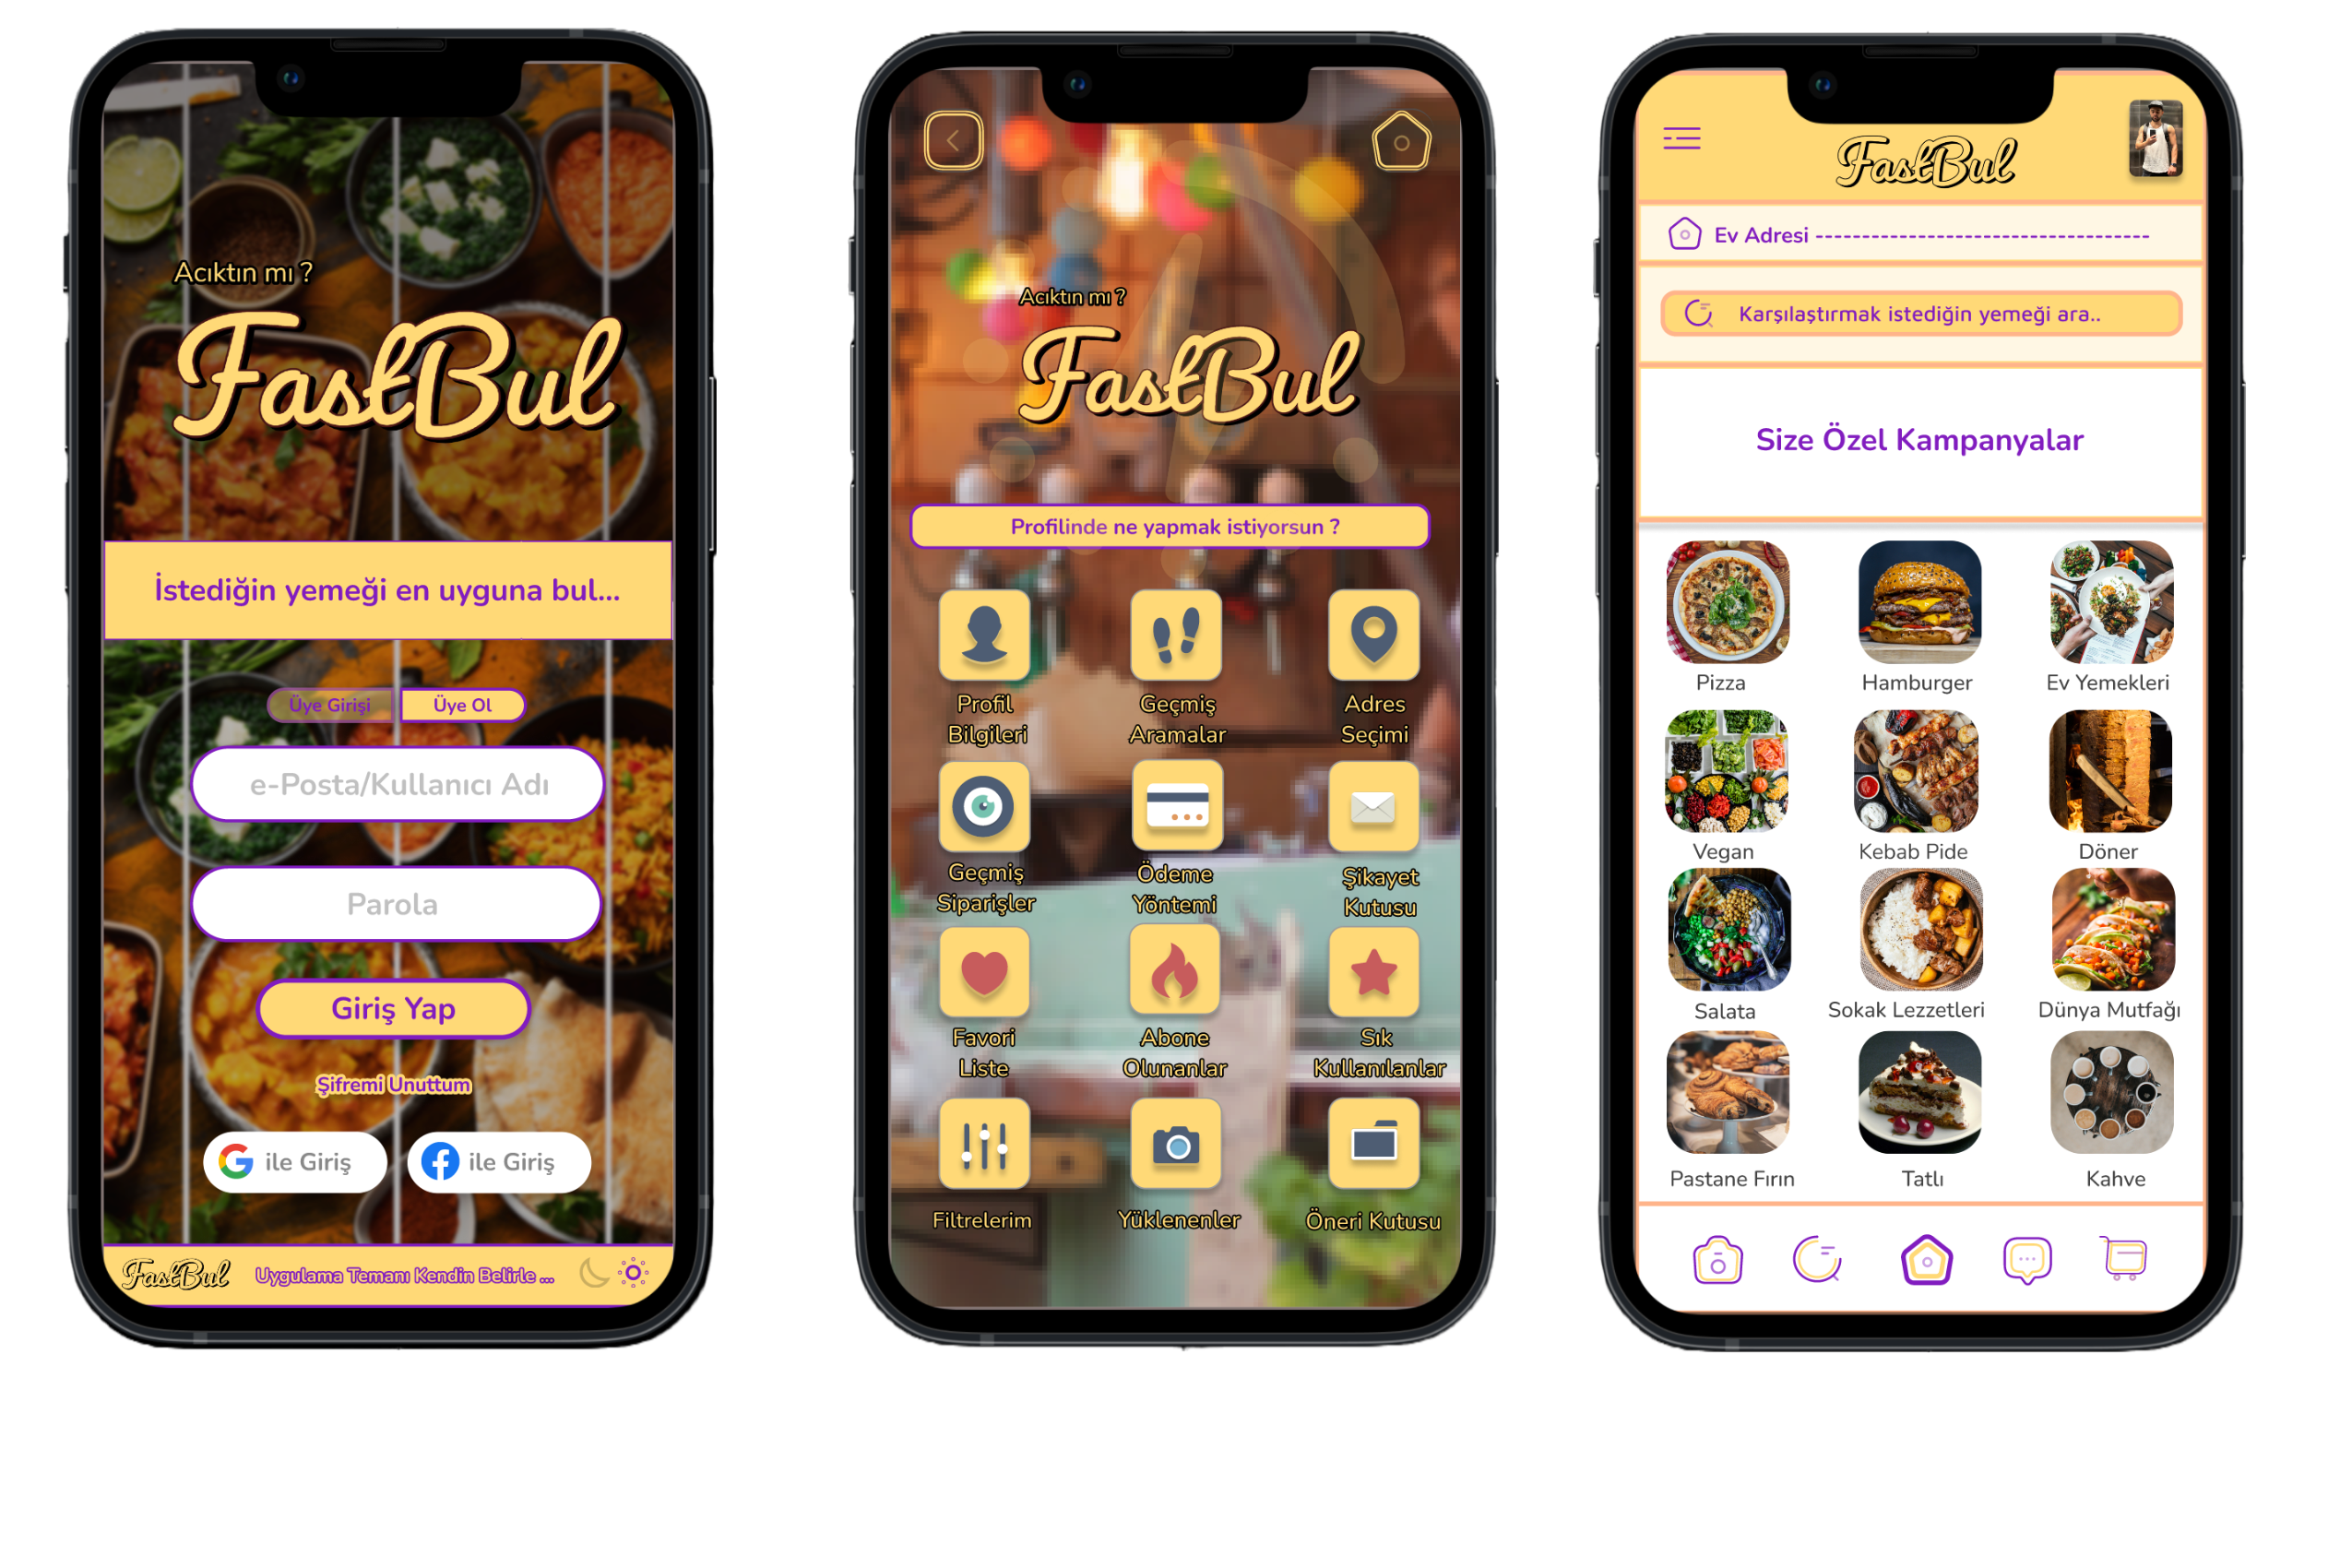 Acıktın mı ?
FastBul
İstediğin yemeği en uyguna bul...
Üye Girişi
Üye Ol
e-Posta/Kullanıcı Adı
Parola
Giriş Yap
Şifremi Unuttum
ile Giriş
ile Giriş
FastBul
Uygulama Temanı Kendin Belirle ...
Acıktın mı ?
FastBul
Profilinde ne yapmak istiyorsun ?
Profil
Bilgileri
Geçmiş
Aramalar
Adres
Seçimi
Geçmiş
Siparişler
Ödeme
Yöntemi
Şikayet
Kutusu
Favori
Liste
Abone
Olunanlar
Sık
Kullanılanlar
Filtrelerim
Yüklenenler
Öneri Kutusu
FastBul
Ev Adresi ------------------------------------
Karşılaştırmak istediğin yemeği ara..
Size Özel Kampanyalar
Pizza
Hamburger
Ev Yemekleri
Vegan
Kebab Pide
Döner
Salata
Sokak Lezzetleri
Dünya Mutfağı
Pastane Fırın
Tatlı
Kahve